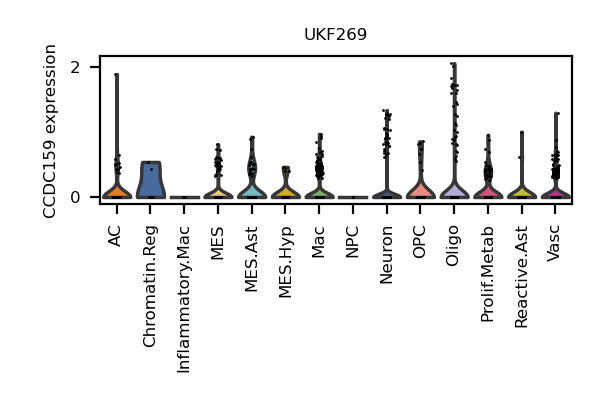 UKF269
CCDC159 expression
2
0
AC
Chromatin.Reg
Inflammatory.Mac
MES
MES.Ast
MES.Hyp
Mac
NPC
Neuron
OPC
Oligo
Prolif.Metab
Reactive.Ast
Vasc